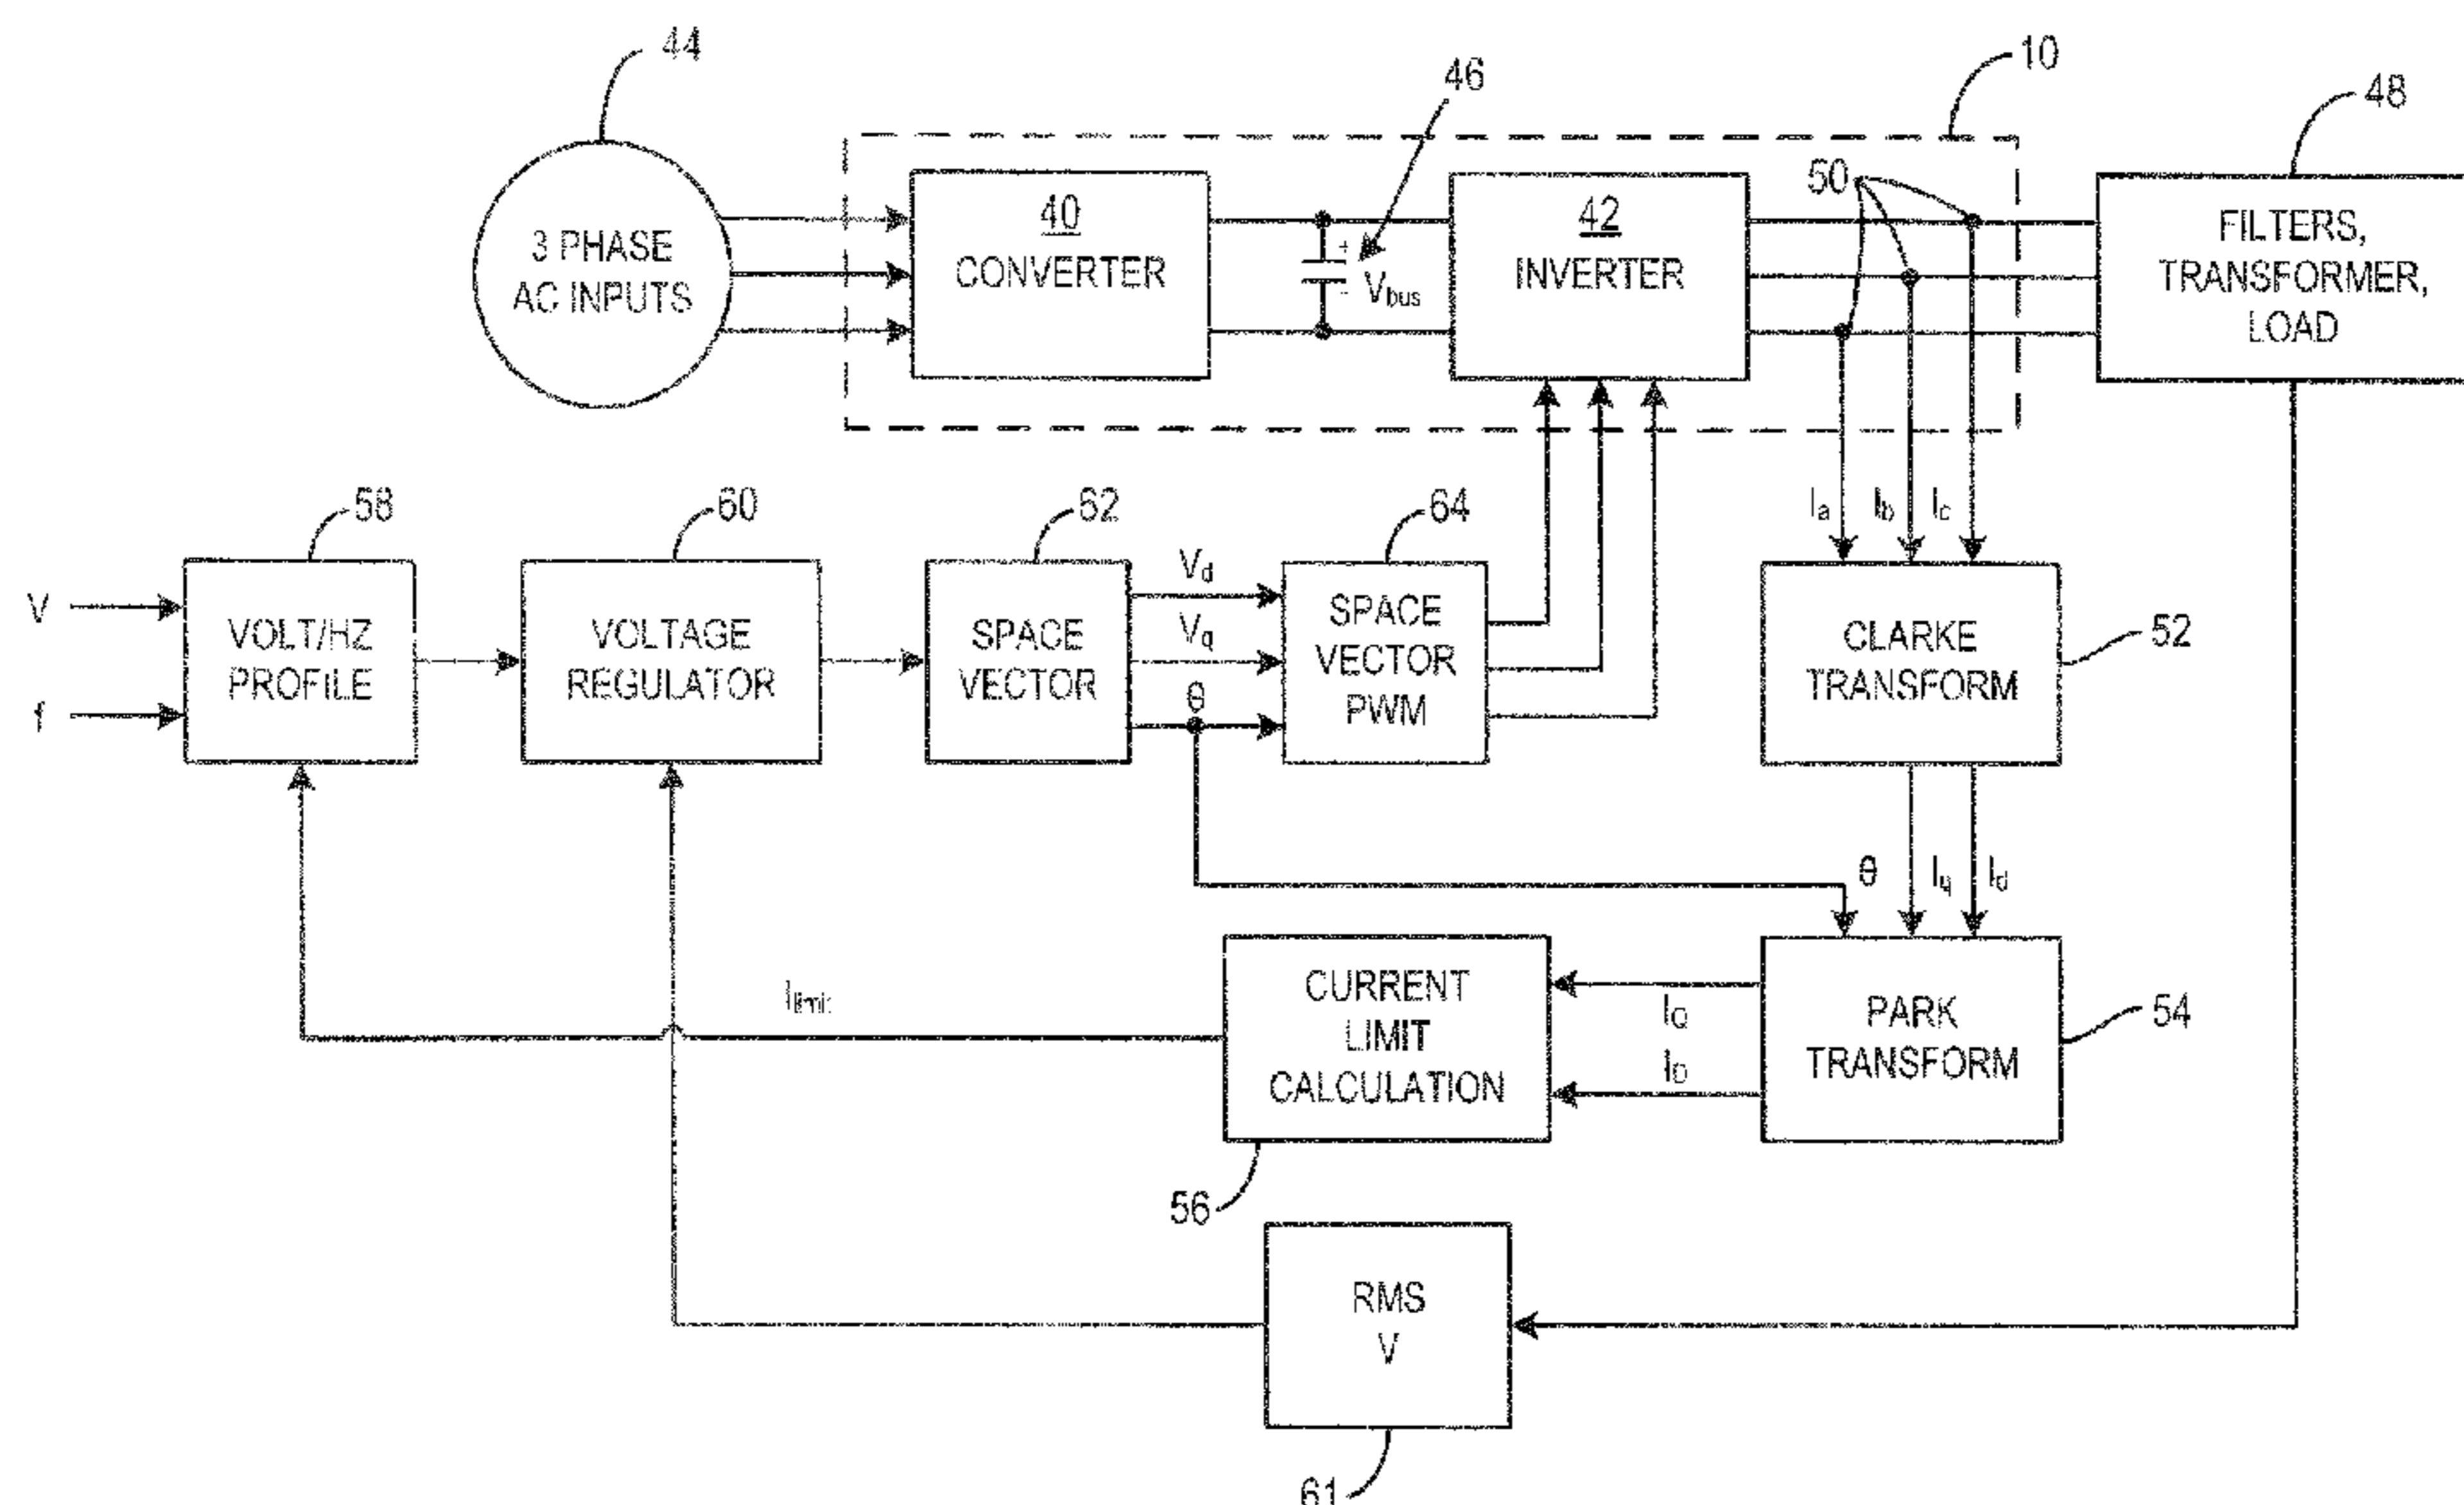 44
10
46
48
50
3 PHASE
AC INPUTS
40
CONVERTER
+
Vbus
-
42
INVERTER
FILTERS,
TRANSFORMER,
LOAD
58
60
62
64
Ia
Ib
Ic
V
f
VOLT/HZ
PROFILE
VOLTAGE
REGULATOR
SPACE
VECTOR
Vd
Vq
θ
SPACE
VECTOR
PWM
CLARKE
TRANSFORM
52
θ
Iq
Id
Ilimit
CURRENT
LIMIT
CALCULATION
IQ
ID
PARK
TRANSFORM
54
56
RMS
V
61